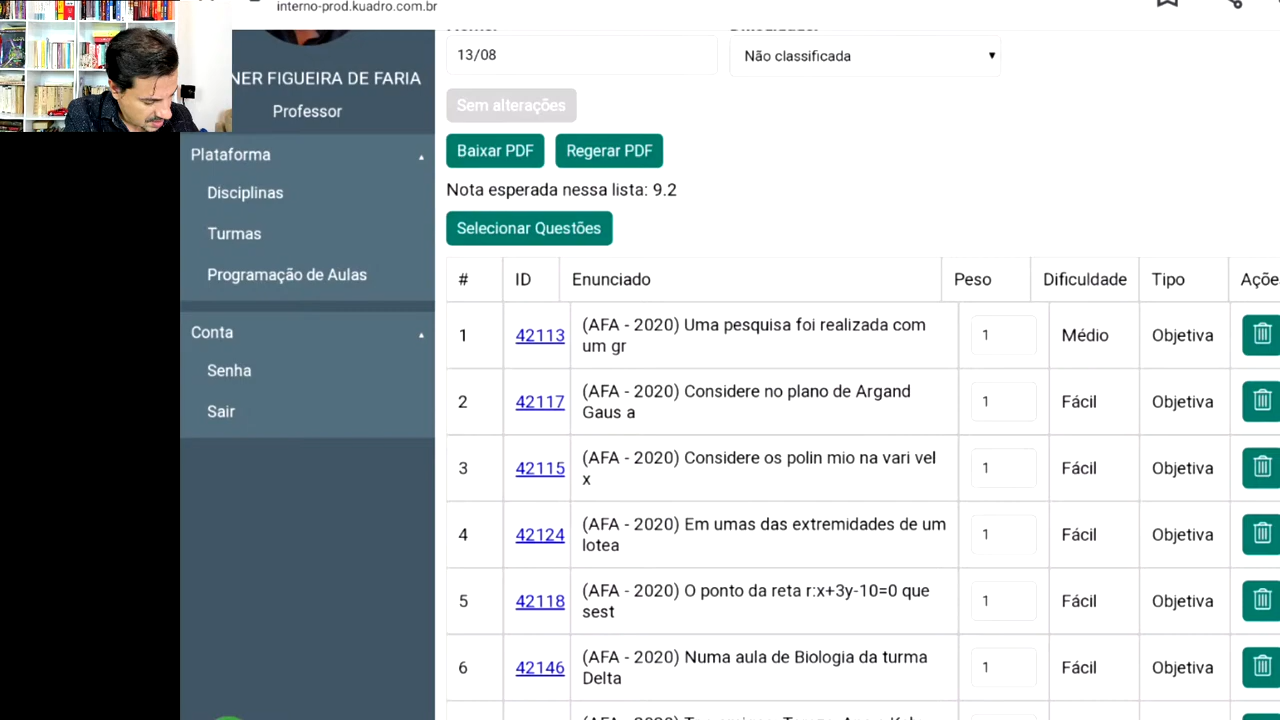 interno-prod.kuadro.com.br
NER FIGUEIRA DE FARIA
Professor
Plataforma
Disciplinas
Turmas
Programação de Aulas
Conta
Senha
Sair
13/08
Não classificada
Sem alterações
Baixar PDF Regerar PDF
Nota esperada nessa lista: 9.2
Selecionar Questões
# ID Enunciado Peso Dificuldade Tipo Açõe
1 42113 (AFA - 2020) Uma pesquisa foi realizada com
um gr 1 Médio Objetiva
2 42117 (AFA - 2020) Considere no plano de Argand
Gaus a 1 Fácil Objetiva
3 42115 (AFA - 2020) Considere os polin mio na vari vel
x 1 Fácil Objetiva
4 42124 (AFA - 2020) Em umas das extremidades de um
lotea 1 Fácil Objetiva
5 42118 (AFA - 2020) O ponto da reta r:x+3y-10=0 que
sest 1 Fácil Objetiva
6 42146 (AFA - 2020) Numa aula de Biologia da turma
Delta 1 Fácil Objetiva